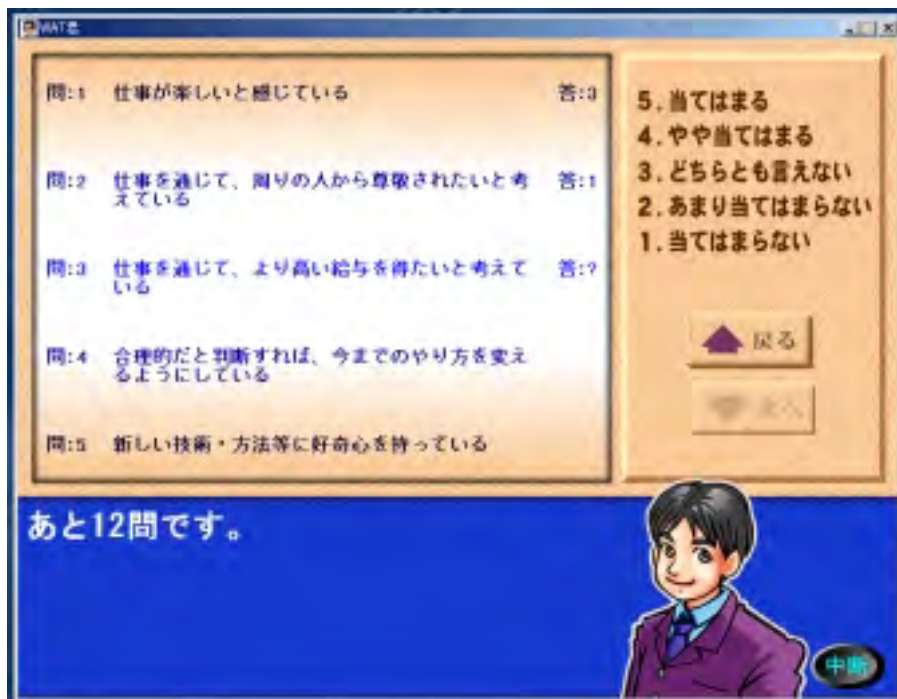 MAT君
問:1 仕事が楽しいと感じている 答:3
問:2 仕事を通じて、周りの人から尊敬されたいと考
えている 答:1
問:3 仕事を通じて、より高い給与を得たいと考えて
いる 答:?
問:4 合理的だと判断すれば、今までのやり方を変え
るようにしている
問:5 新しい技術・方法等に好奇心を持っている
5.当てはまる
4.やや当てはまる
3.どちらとも言えない
2.あまり当てはまらない
1.当てはまらない
戻る
次へ
あと12問です。
中断